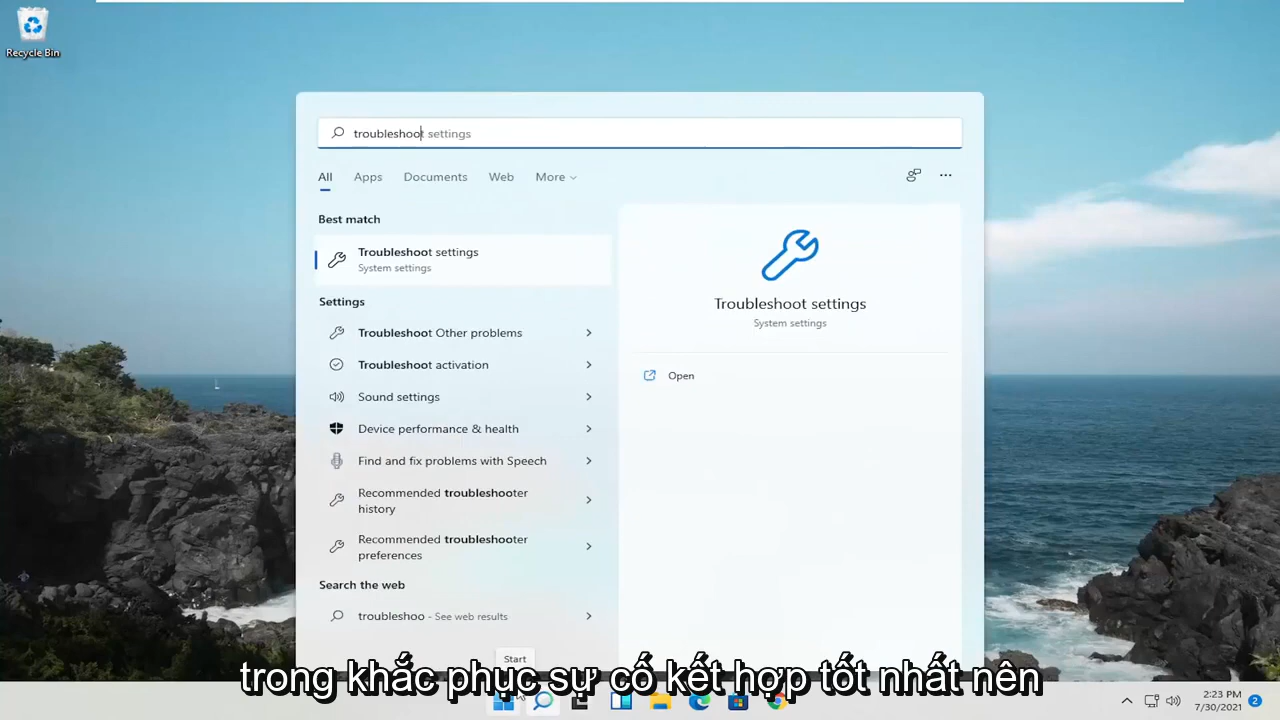 Recycle Bin
troubleshoot settings
All
Apps
Documents
Web
More
Best match
Troubleshoot settings
System settings
Settings
Troubleshoot Other problems
Troubleshoot activation
Sound settings
Device performance & health
Find and fix problems with Speech
Recommended troubleshooter
history
Recommended troubleshooter
preferences
Search the web
troubleshoo - See web results
Troubleshoot settings
System settings
Open
Start
trong khắc phục sự cố kết hợp tốt nhất nên
2:23 PM
7/30/2021
2